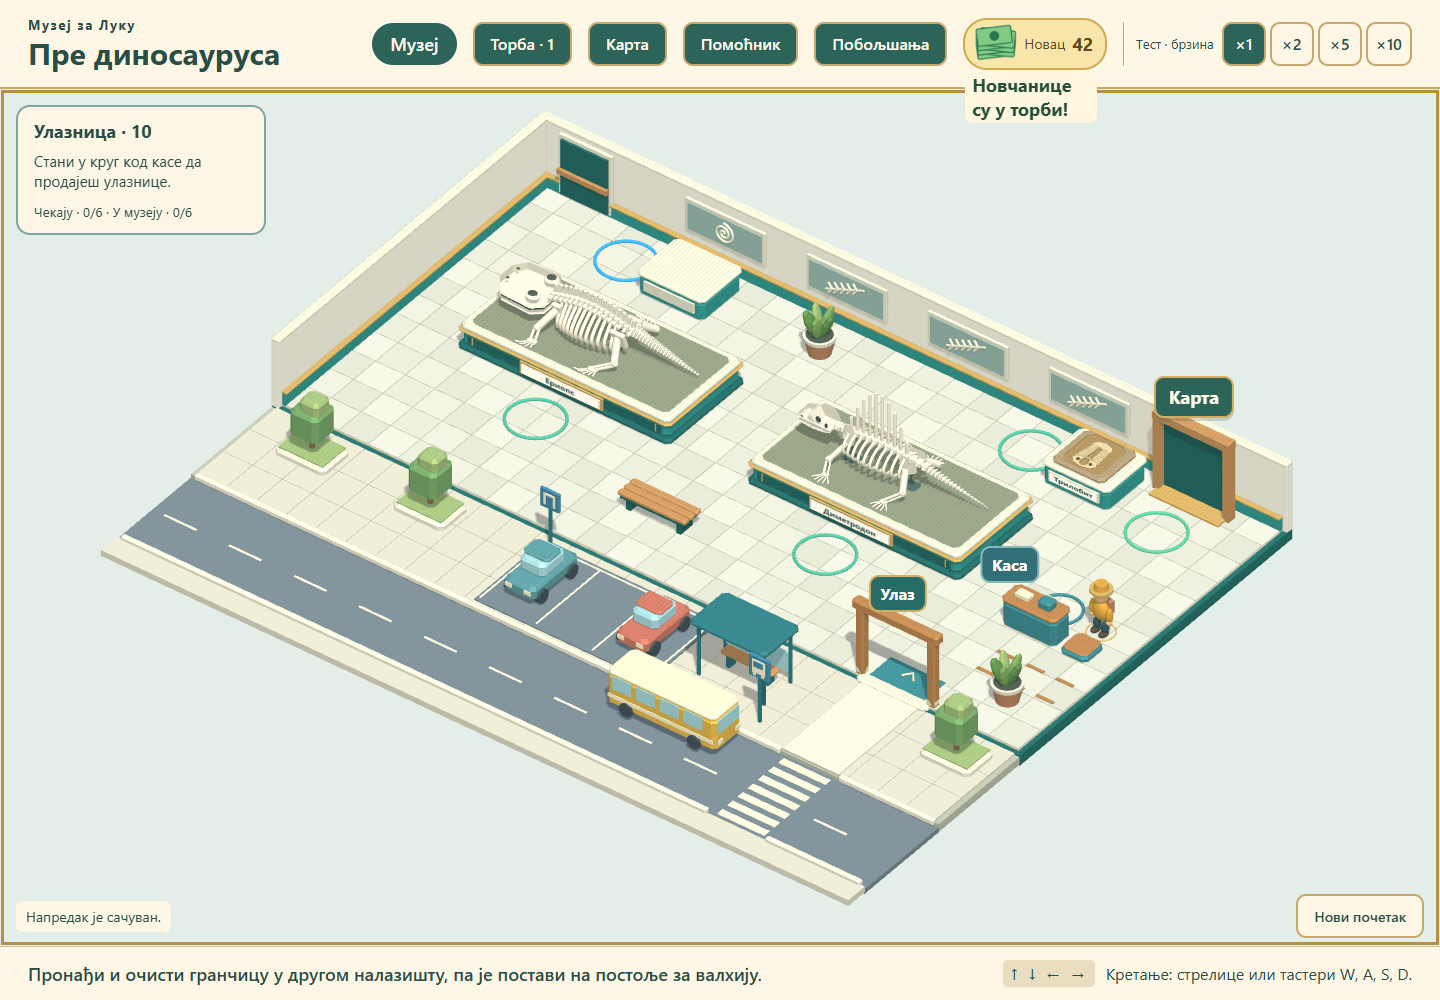 Музеј за Луку
Пре диносауруса
Музеј
Торба · 1
Карта
Помоћник
Побољшања
Новац 42
Тест · брзина
×1
×2
×5
×10
Новчанице
су у торби!
Улазница · 10
Стани у круг код касе да
продајеш улазнице.
Чекају · 0/6 · У музеју · 0/6
Карта
Ериопс
Трилобит
Диметродон
Каса
Улаз
Напредак је сачуван.
Нови почетак
Пронађи и очисти гранчицу у другом налазишту, па је постави на постоље за валхију.
↑ ↓ ← → Кретање: стрелице или тастери W, A, S, D.